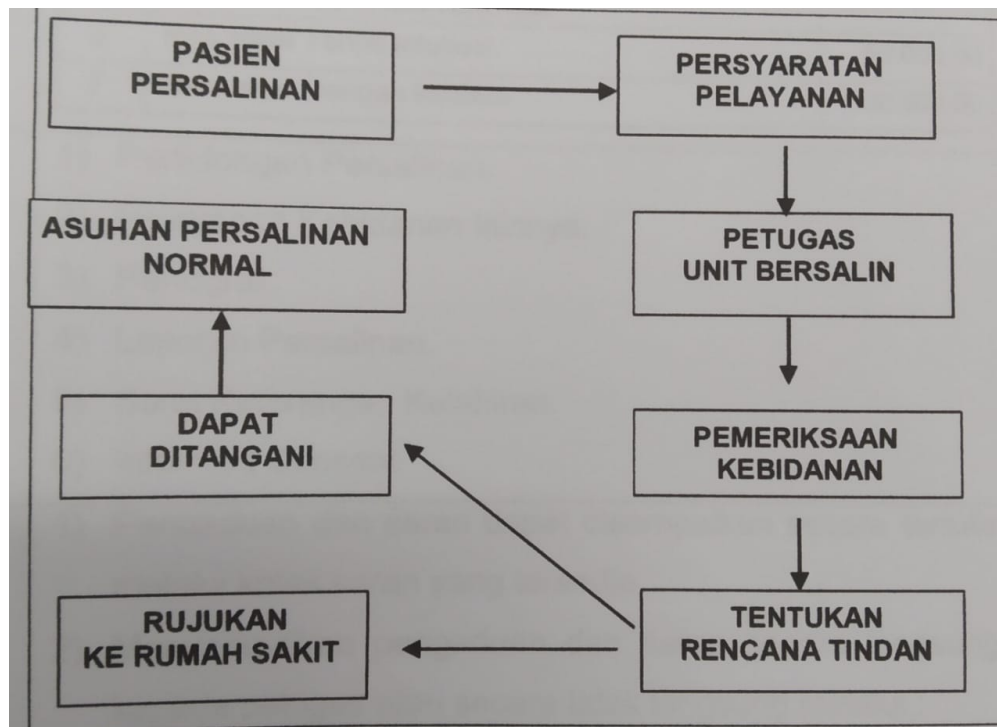 PASIEN
PERSALINAN
PERSYARATAN
PELAYANAN
PETUGAS
UNIT BERSALIN
PEMERIKSAAN
KEBIDANAN
TENTUKAN
RENCANA TINDAN
DAPAT
DITANGANI
ASUHAN PERSALINAN
NORMAL
RUJUKAN
KE RUMAH SAKIT